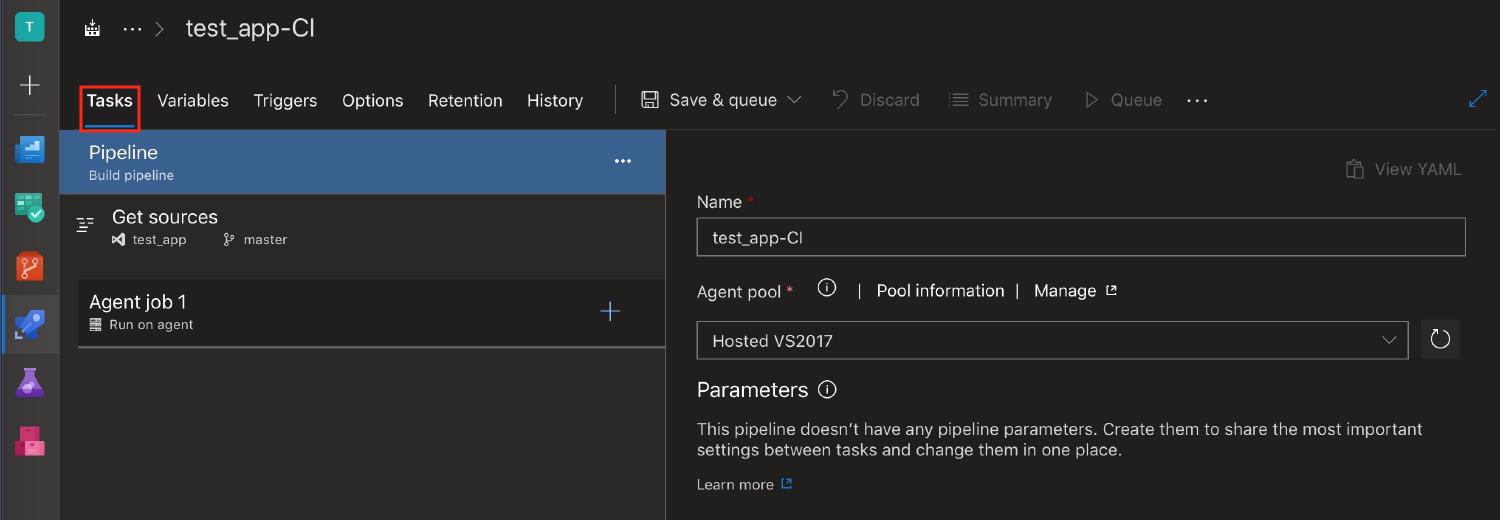 T
... > test_app-CI
Tasks Variables Triggers Options Retention History Save & queue Discard Summary Queue ...
Pipeline
Build pipeline
Get sources
test_app master
Agent job 1
Run on agent
View YAML
Name *
test_app-CI
Agent pool * | Pool information | Manage
Hosted VS2017
Parameters
This pipeline doesn't have any pipeline parameters. Create them to share the most important
settings between tasks and change them in one place.
Learn more